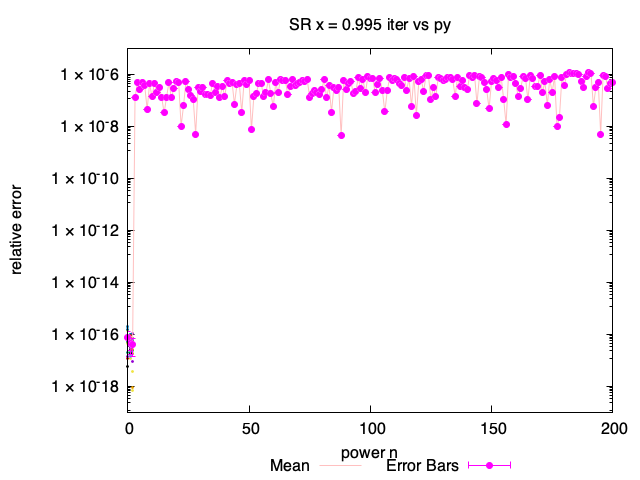 SR x = 0.995 iter vs py
1 × 10-6
1 × 10-8
1 × 10-10
1 × 10-12
1 × 10-14
1 × 10-16
1 × 10-18
relative error
0 50 100 150 200
power n
Mean Error Bars